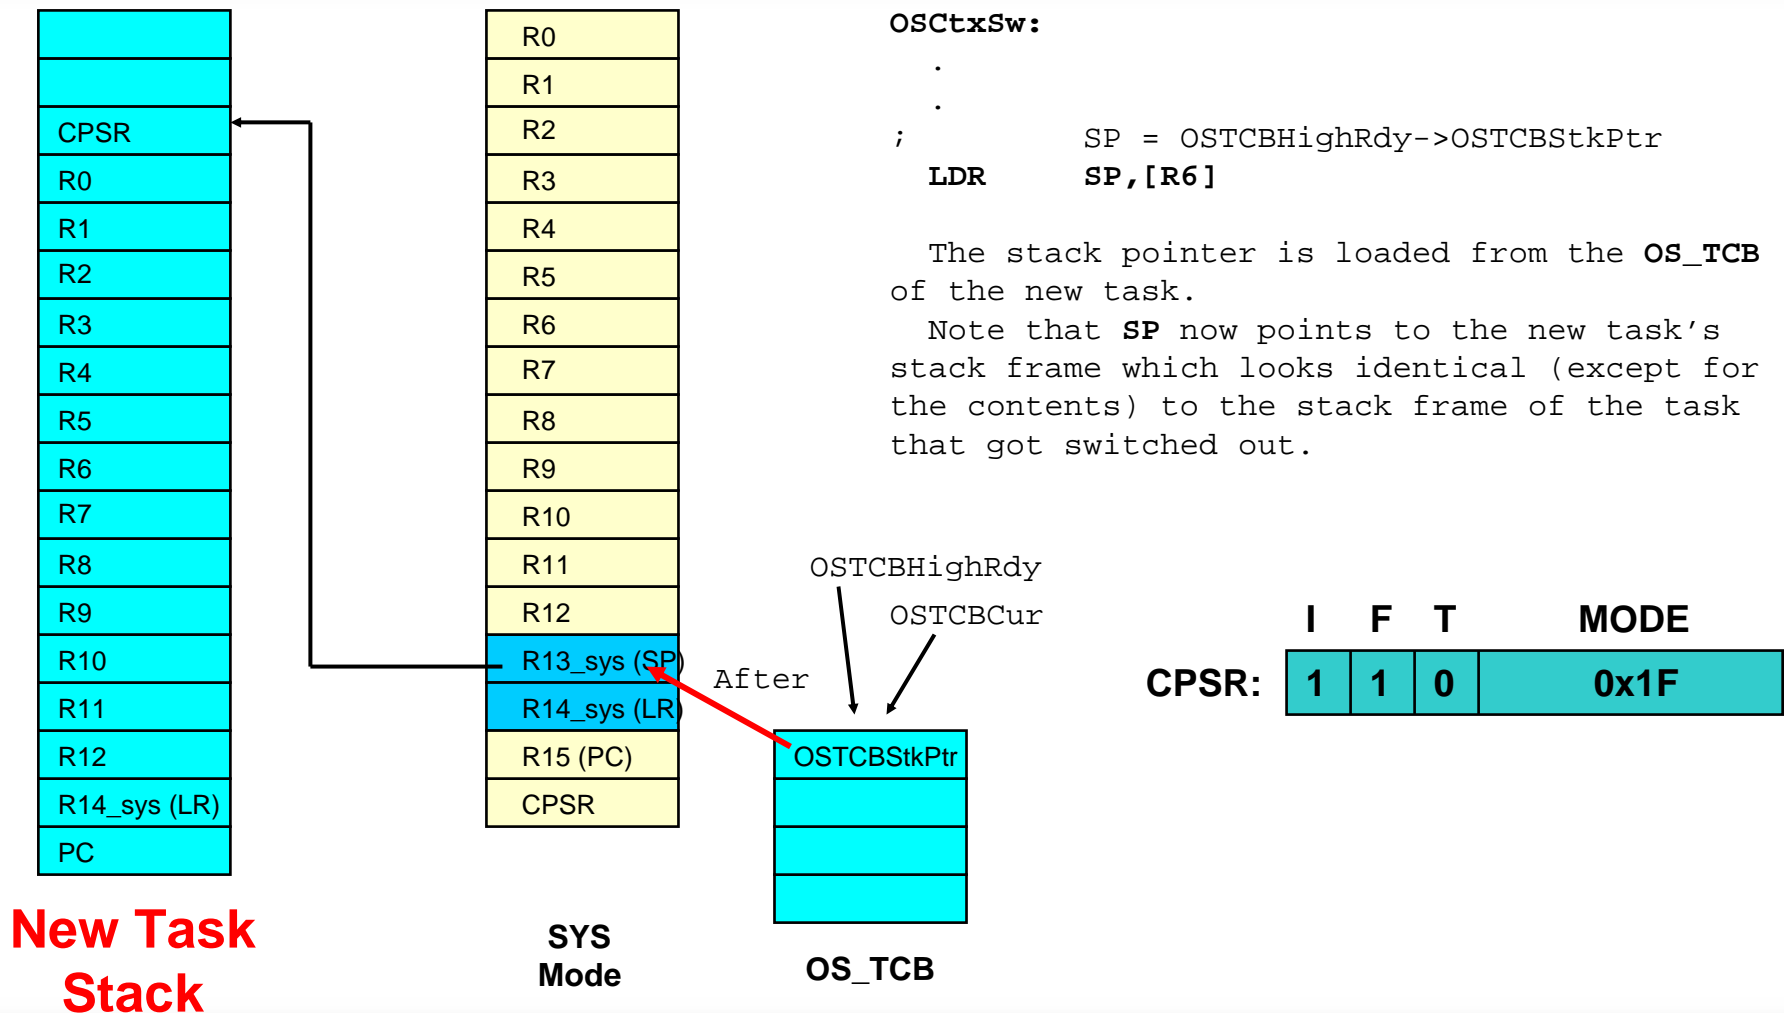 CPSR
R0
R1
R2
R3
R4
R5
R6
R7
R8
R9
R10
R11
R12
R14_sys (LR)
PC
New Task
Stack
R0
R1
R2
R3
R4
R5
R6
R7
R8
R9
R10
R11
R12
R13_sys (SP)
R14_sys (LR)
R15 (PC)
CPSR
SYS
Mode
OSCtxSw:
.
.
; SP = OSTCBHighRdy->OSTCBStkPtr
LDR SP,[R6]
The stack pointer is loaded from the OS_TCB
of the new task.
Note that SP now points to the new task’s
stack frame which looks identical (except for
the contents) to the stack frame of the task
that got switched out.
OSTCBHighRdy
OSTCBCur
After
OSTCBStkPtr
OS_TCB
I F T MODE
CPSR: 1 1 0 0x1F